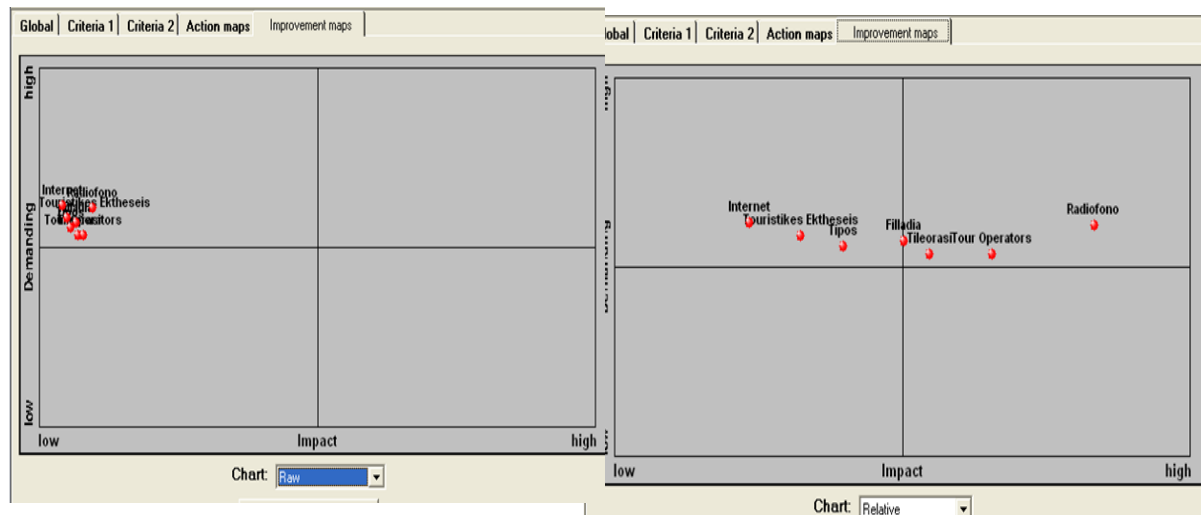 Global Criteria 1 Criteria 2 Action maps Improvement maps
high
Demanding
low
Internet
Radiofono
Touristikes Ektheseis
low Impact high
Chart: Raw
obal Criteria 1 Criteria 2 Action maps Improvement maps
Internet
Touristikes Ektheseis
Tipos
Filladia
Tileorasi
Tour Operators
Radiofono
low Impact high
Chart: Relative